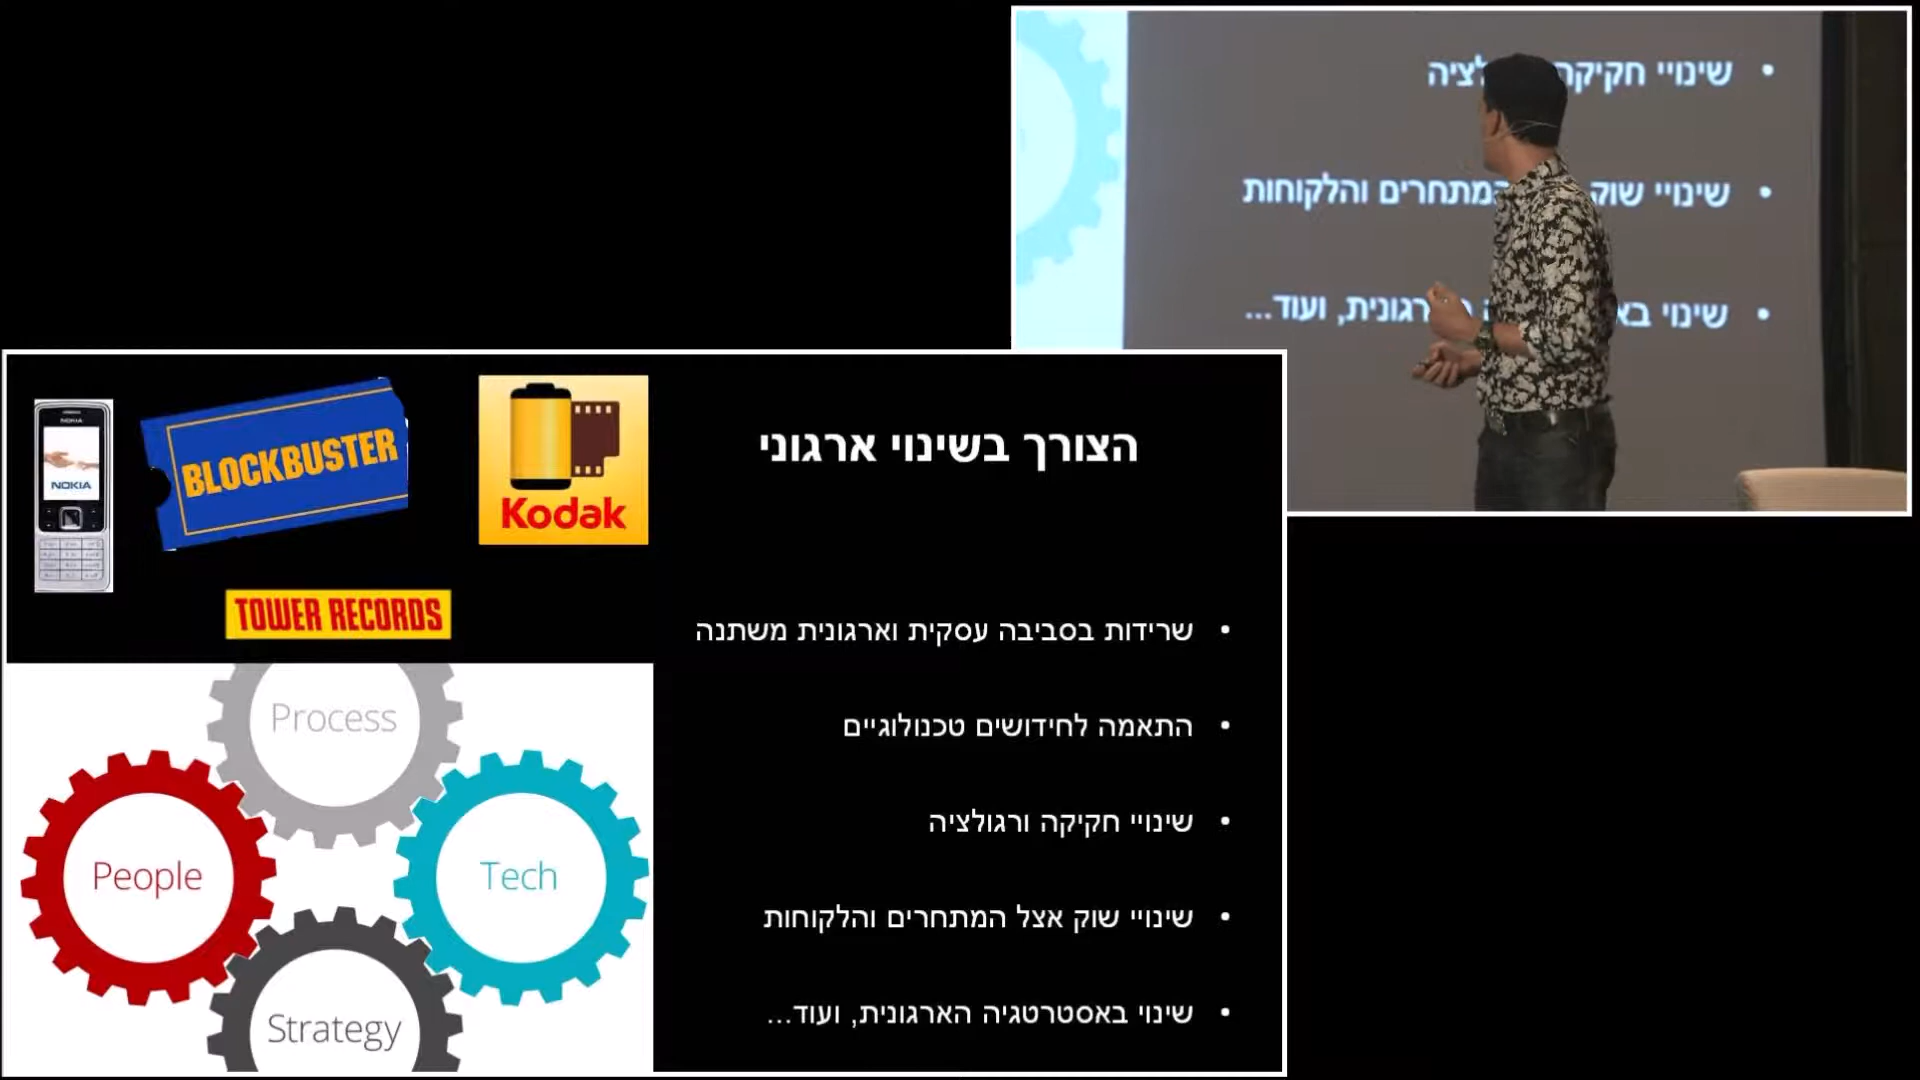 שינויי חקיקה
שינויי שוק המתחרים והלקוחות
שינוי ועוד...
NOKIA
NOKIA
BLOCKBUSTER
Kodak
TOWER RECORDS
הצורך בשינוי ארגוני
• שרידות בסביבה עסקית וארגונית משתנה
• התאמה לחידושים טכנולוגיים
• שינויי חקיקה ורגולציה
• שינויי שוק אצל המתחרים והלקוחות
• שינוי באסטרטגיה הארגונית, ועוד...
Process
People
Tech
Strategy